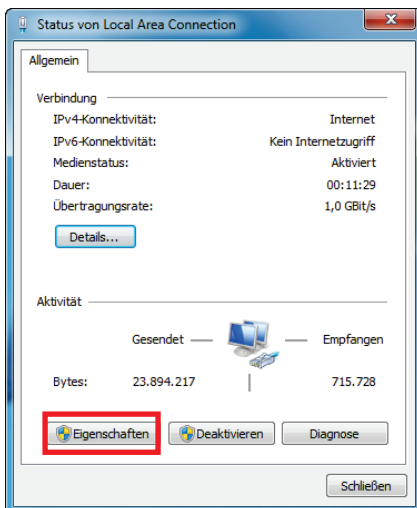 Status von Local Area Connection
Allgemein
Verbindung
IPv4-Konnektivität: Internet
IPv6-Konnektivität: Kein Internetzugriff
Medienstatus: Aktiviert
Dauer: 00:11:29
Übertragungsrate: 1,0 GBit/s
Details...
Aktivität
Gesendet Empfangen
Bytes: 23.894.217 715.728
Eigenschaften Deaktivieren Diagnose
Schließen